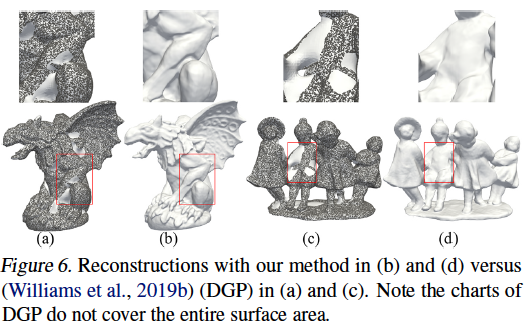 (a) (b) (c) (d)
Figure 6. Reconstructions with our method in (b) and (d) versus
(Williams et al., 2019b) (DGP) in (a) and (c). Note the charts of
DGP do not cover the entire surface area.